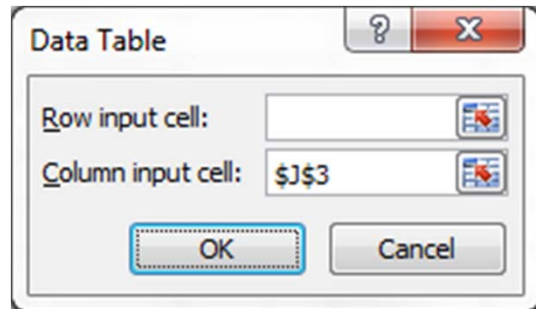 Data Table
?
Row input cell:
Column input cell: $J$3
OK Cancel